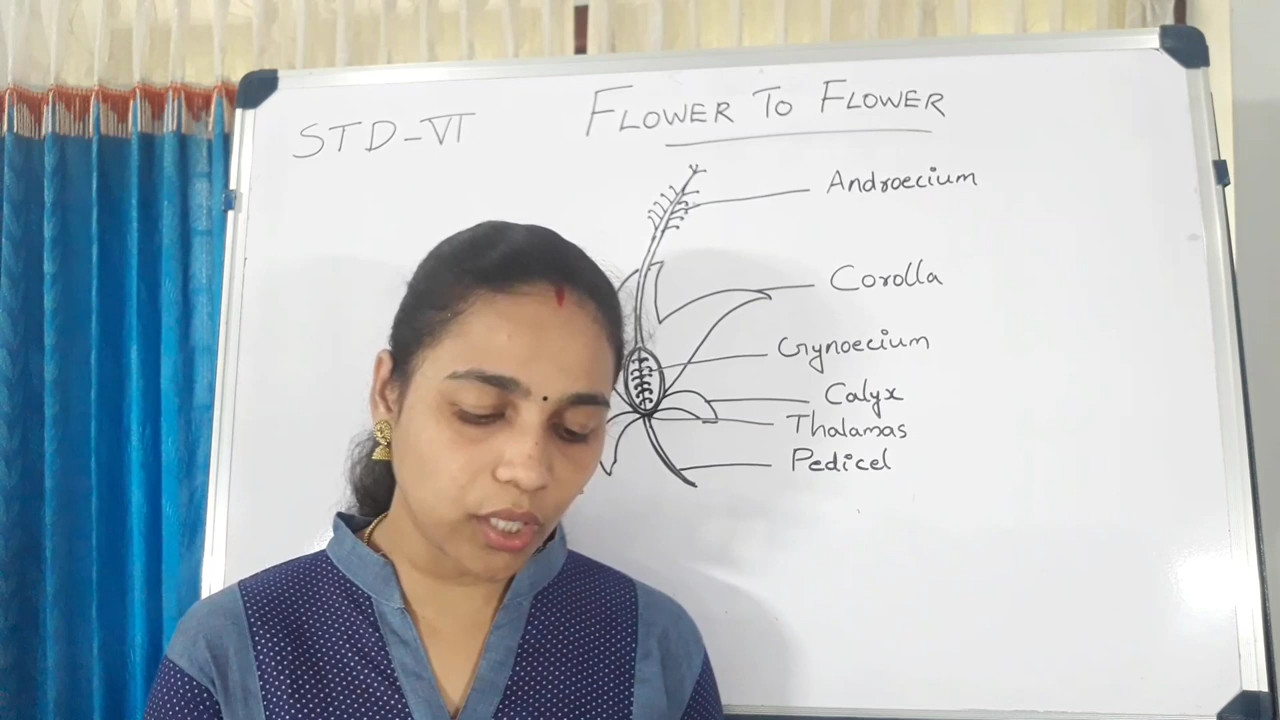 STD-VI
FLOWER TO FLOWER
Androecium
Corolla
Gynoecium
Calyx
Thalamas
Pedicel